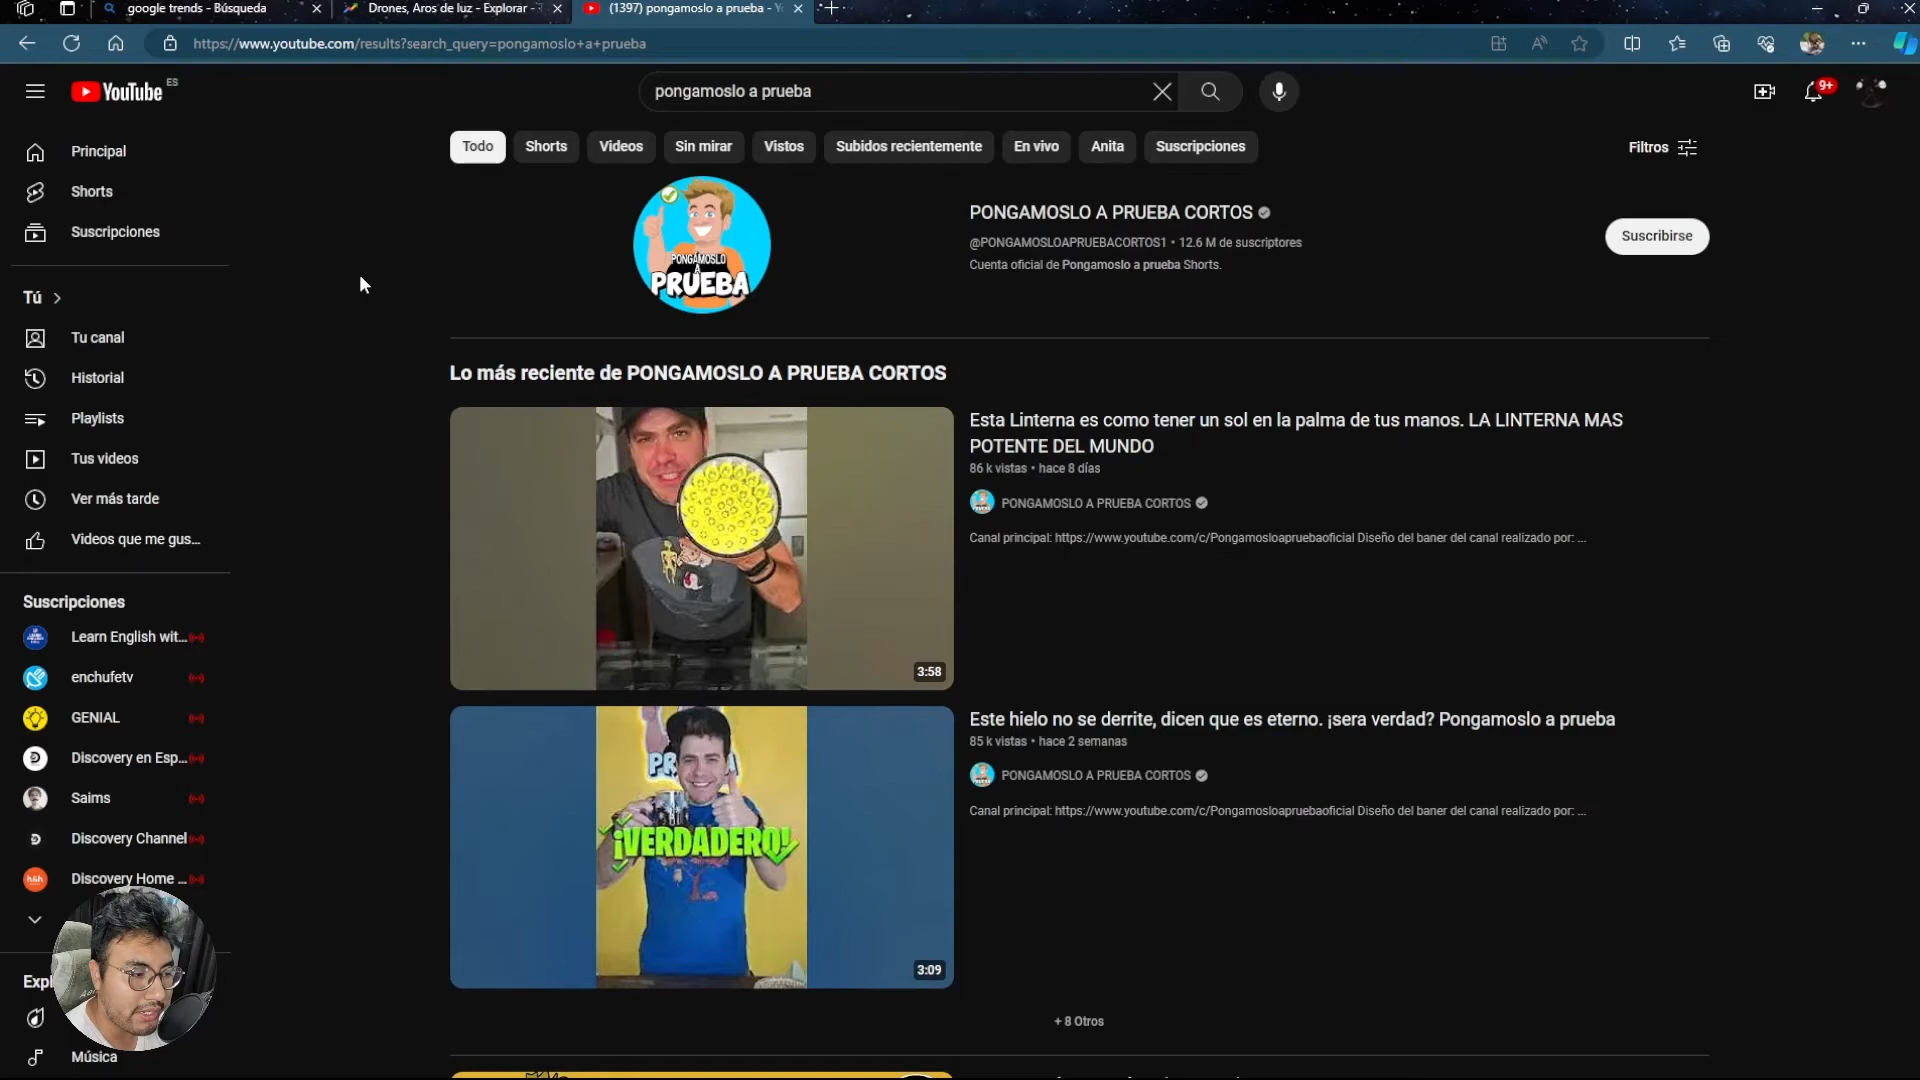 google trends - Búsqueda
Drones, Aros de luz - Explorar -
(1397) pongamoslo a prueba -
https://www.youtube.com/results?search_query=pongamoslo+a+prueba
YouTube ES
pongamoslo a prueba
9+
Principal
Shorts
Suscripciones
Tú
Tu canal
Historial
Playlists
Tus videos
Ver más tarde
Videos que me gus...
Suscripciones
Learn English wit...
enchufetv
GENIAL
Discovery en Esp...
Saims
Discovery Channel
Discovery Home ...
Expl
Música
Todo
Shorts
Videos
Sin mirar
Vistos
Subidos recientemente
En vivo
Anita
Suscripciones
Filtros
PONGAMOSLO
A
PRUEBA
PONGAMOSLO A PRUEBA CORTOS
@PONGAMOSLOAPRUEBACORTOS1 • 12.6 M de suscriptores
Cuenta oficial de Pongamoslo a prueba Shorts.
Suscribirse
Lo más reciente de PONGAMOSLO A PRUEBA CORTOS
3:58
Esta Linterna es como tener un sol en la palma de tus manos. LA LINTERNA MAS
POTENTE DEL MUNDO
86 k vistas • hace 8 días
PONGAMOSLO A PRUEBA CORTOS
Canal principal: https://www.youtube.com/c/Pongamosloapruebaoficial Diseño del baner del canal realizado por: ...
¡VERDADERO!
3:09
Este hielo no se derrite, dicen que es eterno. ¡sera verdad? Pongamoslo a prueba
85 k vistas • hace 2 semanas
PONGAMOSLO A PRUEBA CORTOS
Canal principal: https://www.youtube.com/c/Pongamosloapruebaoficial Diseño del baner del canal realizado por: ...
+ 8 Otros